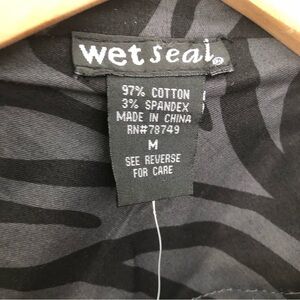 wet seal®
97% COTTON
3% SPANDEX
MADE IN CHINA
RN#78749
M
SEE REVERSE
FOR CARE